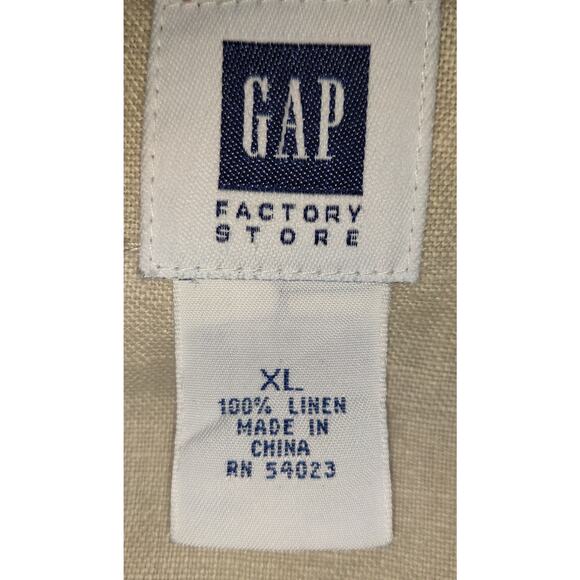 GAP
FACTORY
STORE
XL
100% LINEN
MADE IN
CHINA
RN 54023